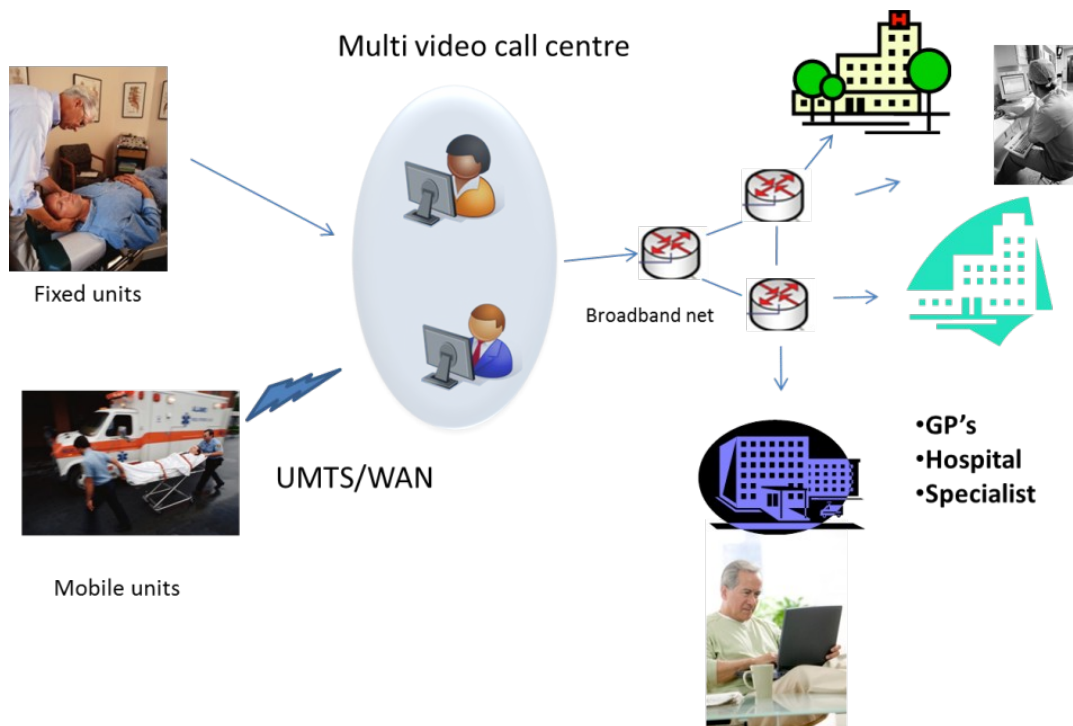 Multi video call centre
H
Fixed units
Broadband net
UMTS/WAN
Mobile units
•GP's
•Hospital
•Specialist